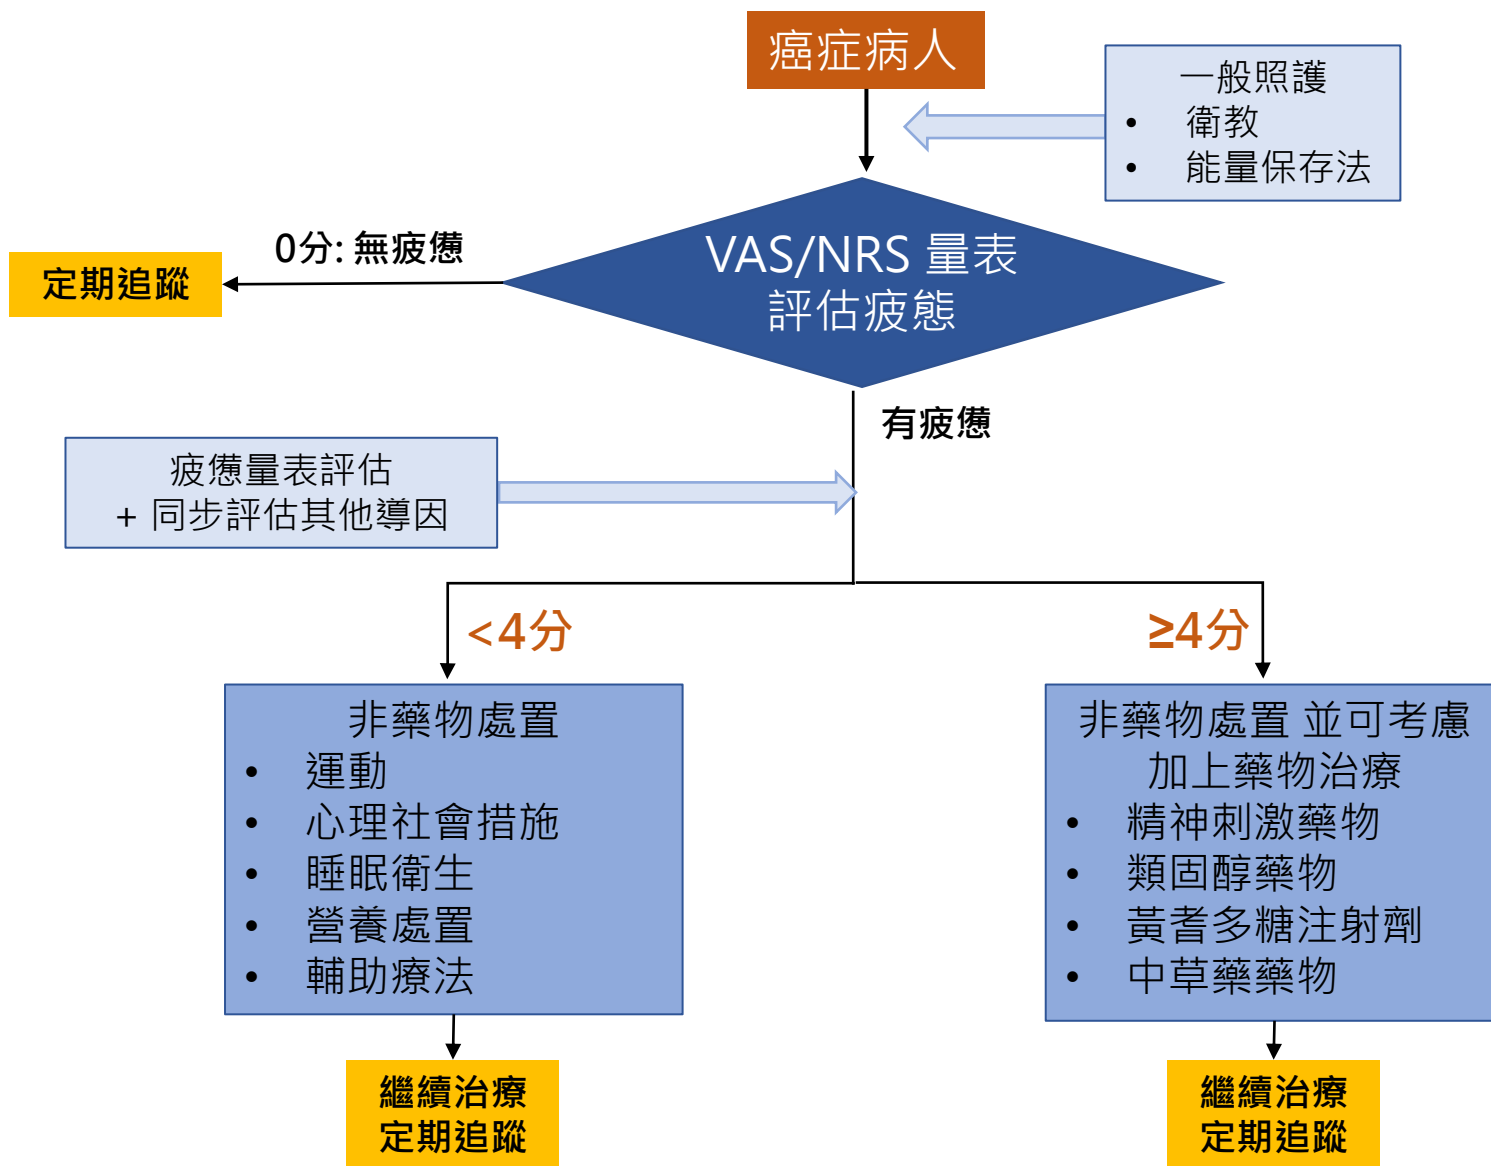 癌症病人
一般照護
• 衛教
• 能量保存法
VAS/NRS 量表
評估疲態
0分: 無疲憊
定期追蹤
有疲憊
疲憊量表評估
+ 同步評估其他導因
<4分
≥4分
非藥物處置
• 運動
• 心理社會措施
• 睡眠衛生
• 營養處置
• 輔助療法
非藥物處置 並可考慮
加上藥物治療
• 精神刺激藥物
• 類固醇藥物
• 黃耆多糖注射劑
• 中草藥藥物
繼續治療
定期追蹤
繼續治療
定期追蹤